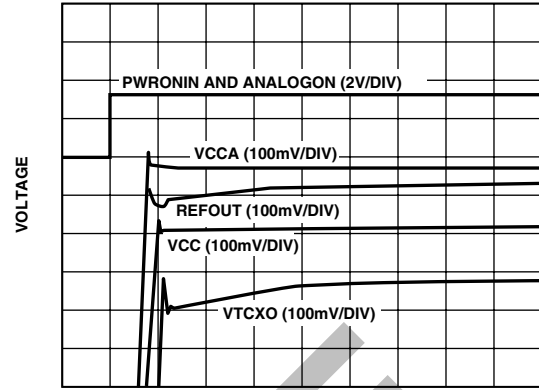 PWRONIN AND ANALOGON (2V/DIV)
VCCA (100mV/DIV)
REFOUT (100mV/DIV)
VCC (100mV/DIV)
VTCXO (100mV/DIV)
VOLTAGE